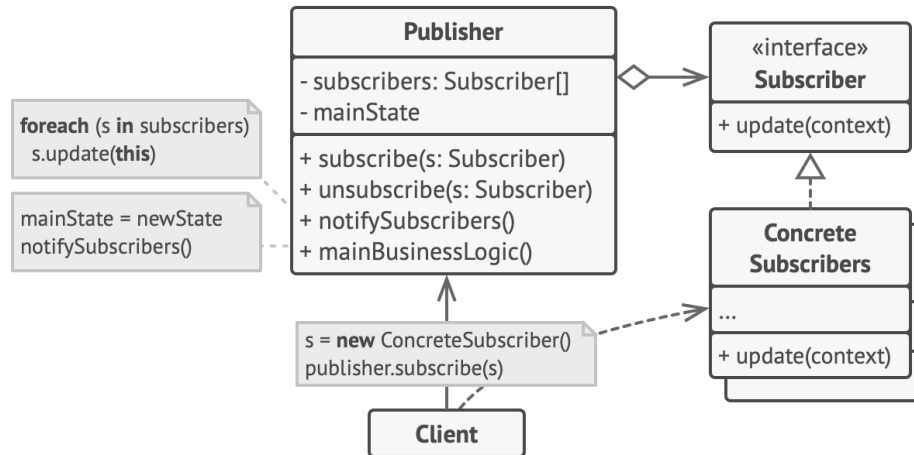 Publisher
- subscribers: Subscriber[]
- mainState
+ subscribe(s: Subscriber)
+ unsubscribe(s: Subscriber)
+ notifySubscribers()
+ mainBusinessLogic()
foreach (s in subscribers)
s.update(this)
mainState = newState
notifySubscribers()
«interface»
Subscriber
+ update(context)
Concrete
Subscribers
...
+ update(context)
s = new ConcreteSubscriber()
publisher.subscribe(s)
Client